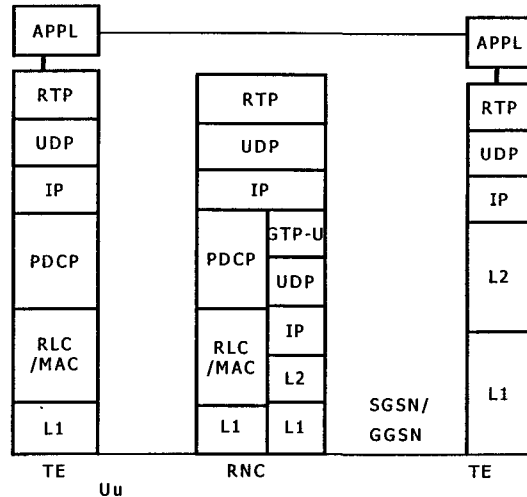 APPL
RTP
UDP
IP
PDCP
RLC
/MAC
L1
TE
Uu
RTP
UDP
IP
PDCP
RLC
/MAC
L1
GTP-U
UDP
IP
L2
L1
RNC
SGSN/
GGSN
APPL
RTP
UDP
IP
L2
L1
TE